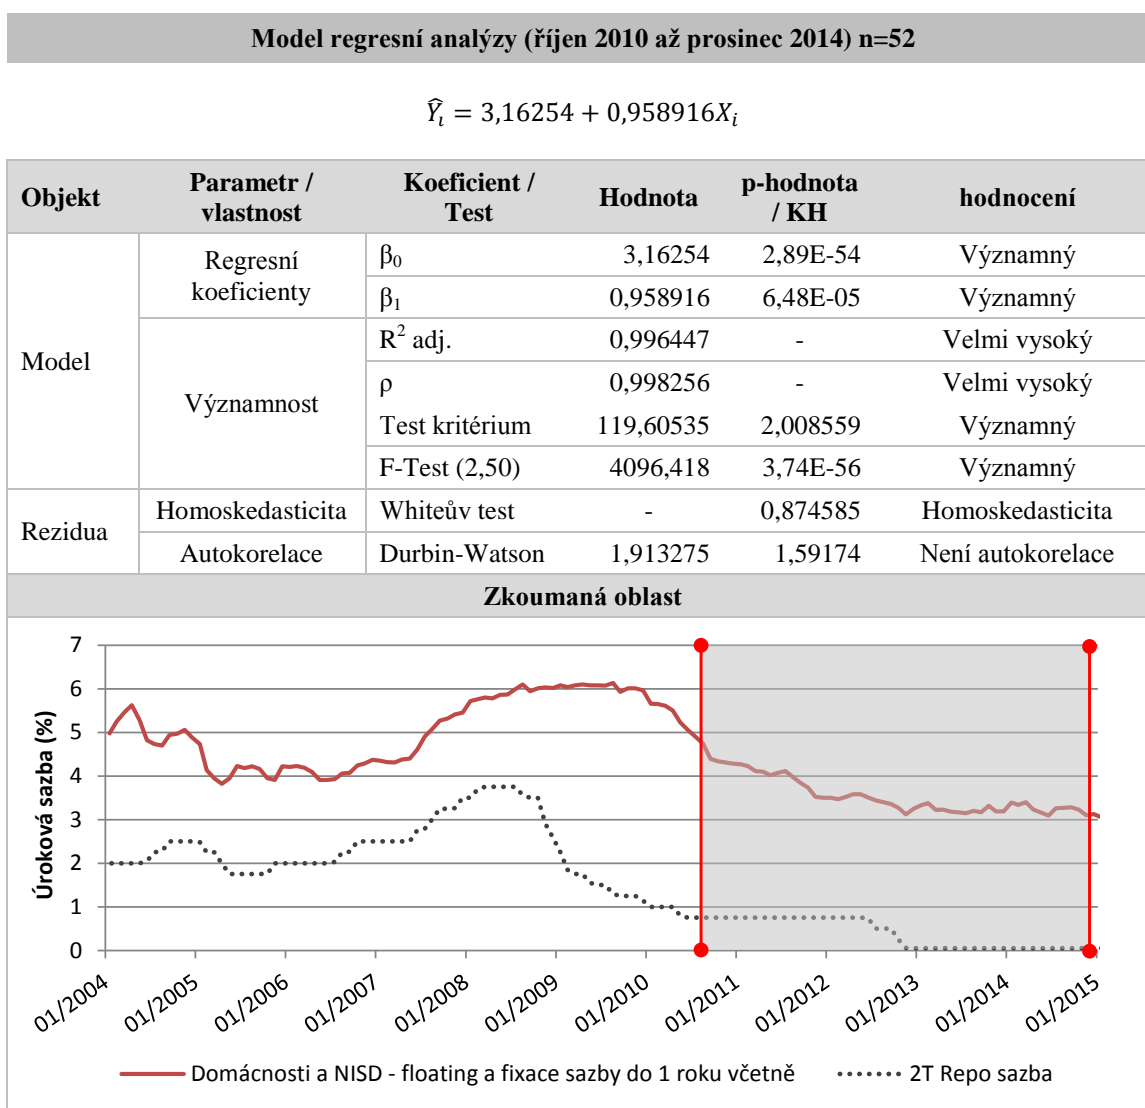 Model regresní analýzy (říjen 2010 až prosinec 2014) n=52
Ŷι = 3,16254 + 0,958916Xi
Objekt Parametr / vlastnost Koeficient / Test Hodnota p-hodnota / KH hodnocení
Model Regresní koeficienty β0 3,16254 2,89E-54 Významný
β1 0,958916 6,48E-05 Významný
Významnost R2 adj. 0,996447 - Velmi vysoký
ρ 0,998256 - Velmi vysoký
Test kritérium 119,60535 2,008559 Významný
F-Test (2,50) 4096,418 3,74E-56 Významný
Rezidua Homoskedasticita Whiteův test - 0,874585 Homoskedasticita
Autokorelace Durbin-Watson 1,913275 1,59174 Není autokorelace
Zkoumaná oblast
Úroková sazba (%)
7
6
5
4
3
2
1
0
01/2004 01/2005 01/2006 01/2007 01/2008 01/2009 01/2010 01/2011 01/2012 01/2013 01/2014 01/2015
Domácnosti a NISD - floating a fixace sazby do 1 roku včetně 2T Repo sazba